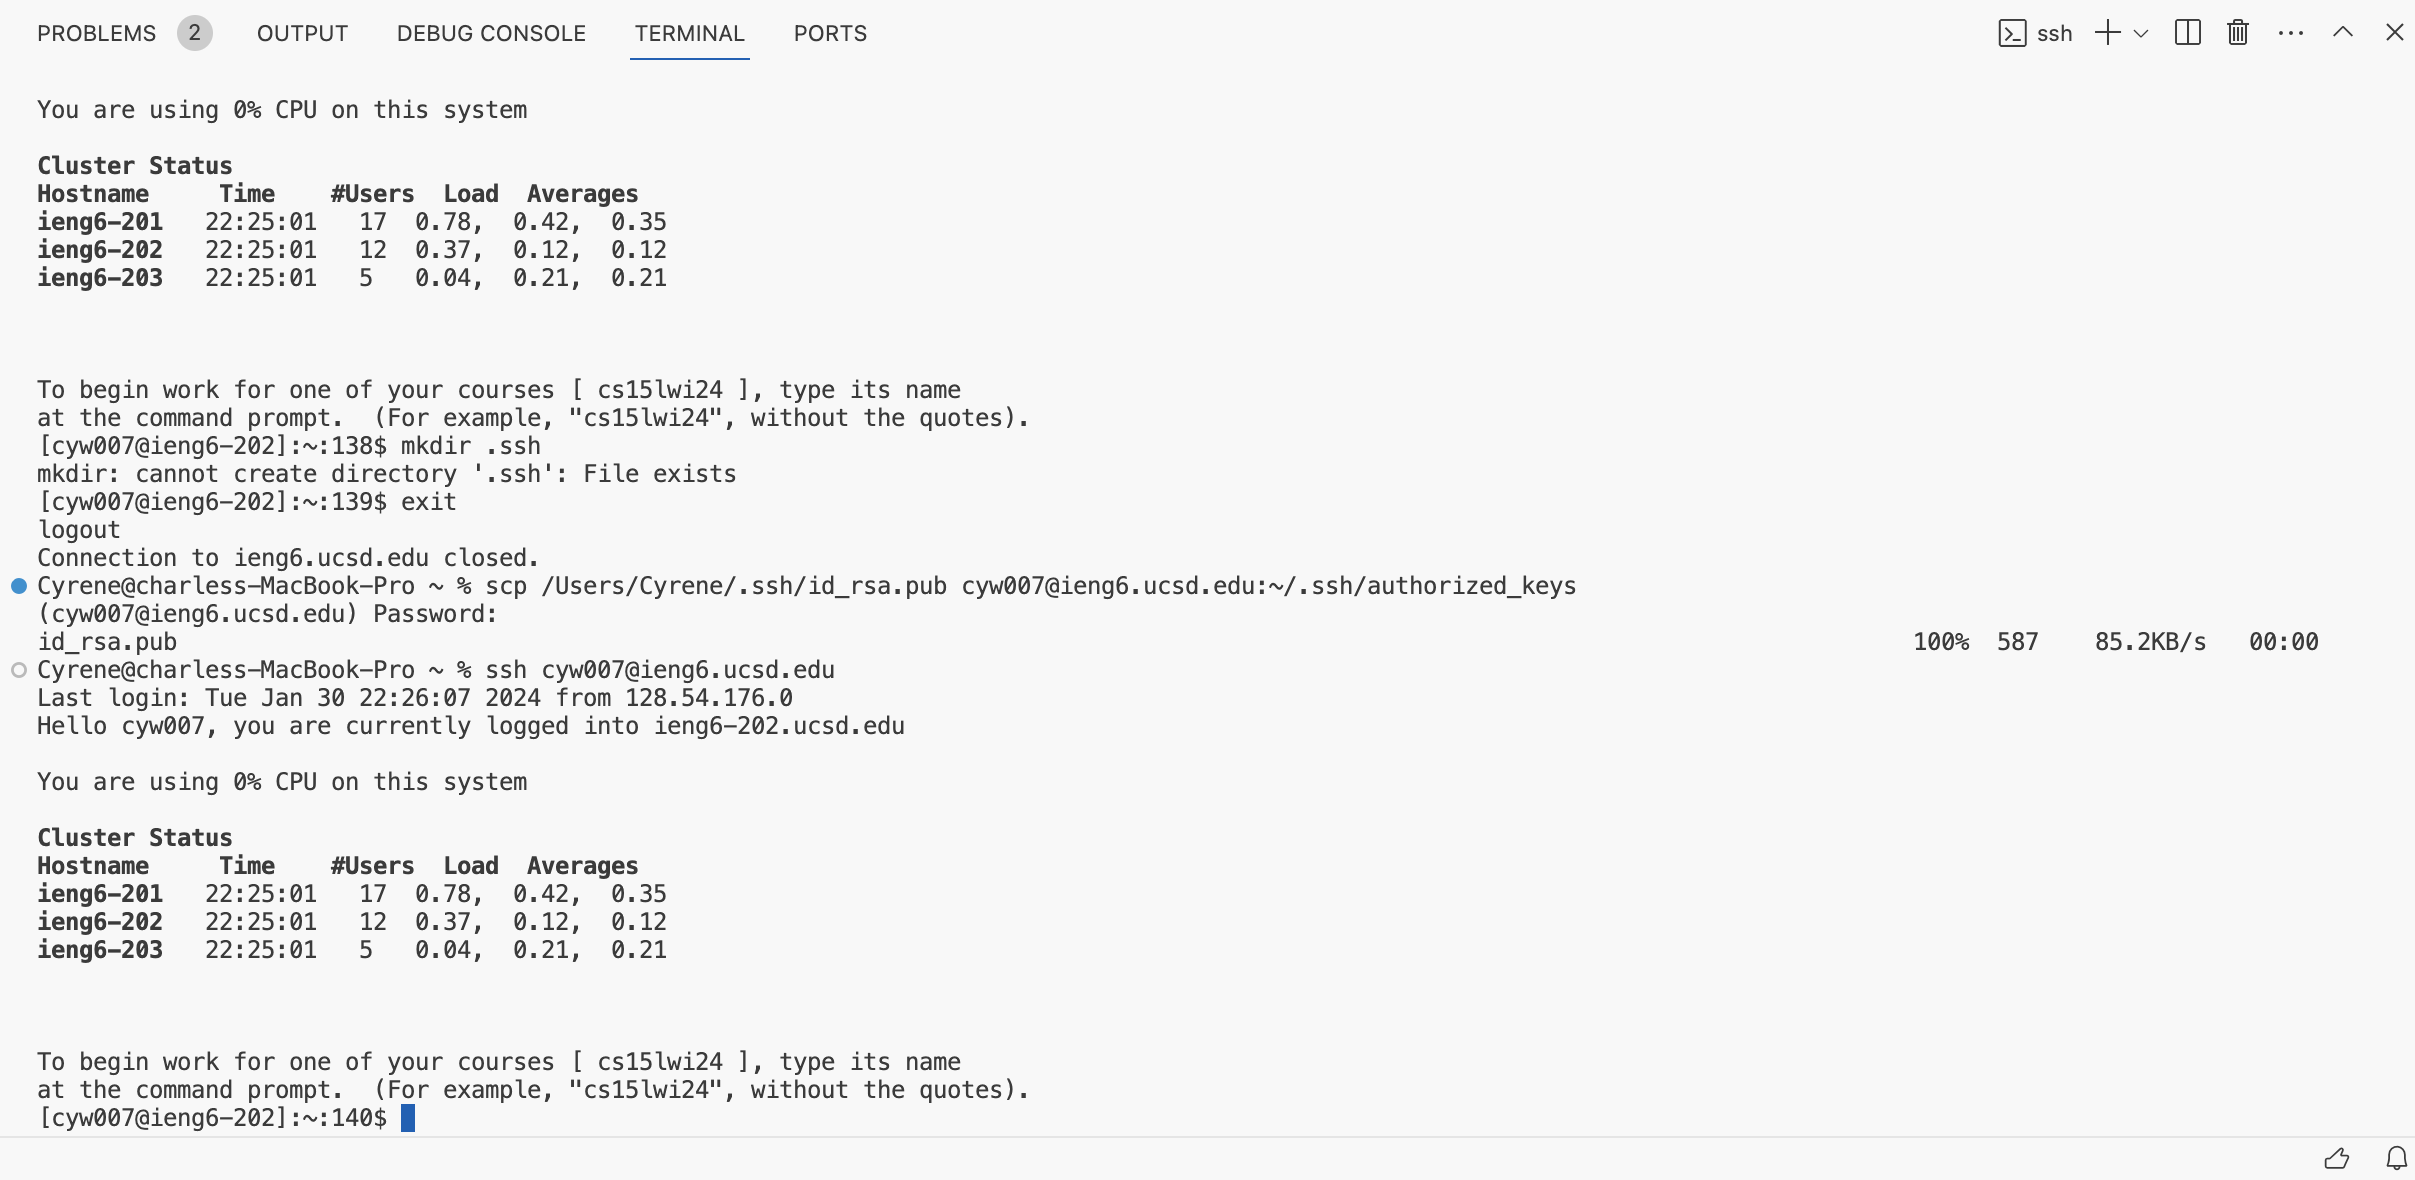 PROBLEMS 2 OUTPUT DEBUG CONSOLE TERMINAL PORTS ssh
You are using 0% CPU on this system
Cluster Status
Hostname Time #Users Load Averages
ieng6-201 22:25:01 17 0.78, 0.42, 0.35
ieng6-202 22:25:01 12 0.37, 0.12, 0.12
ieng6-203 22:25:01 5 0.04, 0.21, 0.21
To begin work for one of your courses [ cs15lwi24 ], type its name
at the command prompt. (For example, "cs15lwi24", without the quotes).
[cyw007@ieng6-202]:~:138$ mkdir .ssh
mkdir: cannot create directory '.ssh': File exists
[cyw007@ieng6-202]:~:139$ exit
logout
Connection to ieng6.ucsd.edu closed.
Cyrene@charless-MacBook-Pro ~ % scp /Users/Cyrene/.ssh/id_rsa.pub cyw007@ieng6.ucsd.edu:~/.ssh/authorized_keys
(cyw007@ieng6.ucsd.edu) Password:
id_rsa.pub 100% 587 85.2KB/s 00:00
Cyrene@charless-MacBook-Pro ~ % ssh cyw007@ieng6.ucsd.edu
Last login: Tue Jan 30 22:26:07 2024 from 128.54.176.0
Hello cyw007, you are currently logged into ieng6-202.ucsd.edu
You are using 0% CPU on this system
Cluster Status
Hostname Time #Users Load Averages
ieng6-201 22:25:01 17 0.78, 0.42, 0.35
ieng6-202 22:25:01 12 0.37, 0.12, 0.12
ieng6-203 22:25:01 5 0.04, 0.21, 0.21
To begin work for one of your courses [ cs15lwi24 ], type its name
at the command prompt. (For example, "cs15lwi24", without the quotes).
[cyw007@ieng6-202]:~:140$